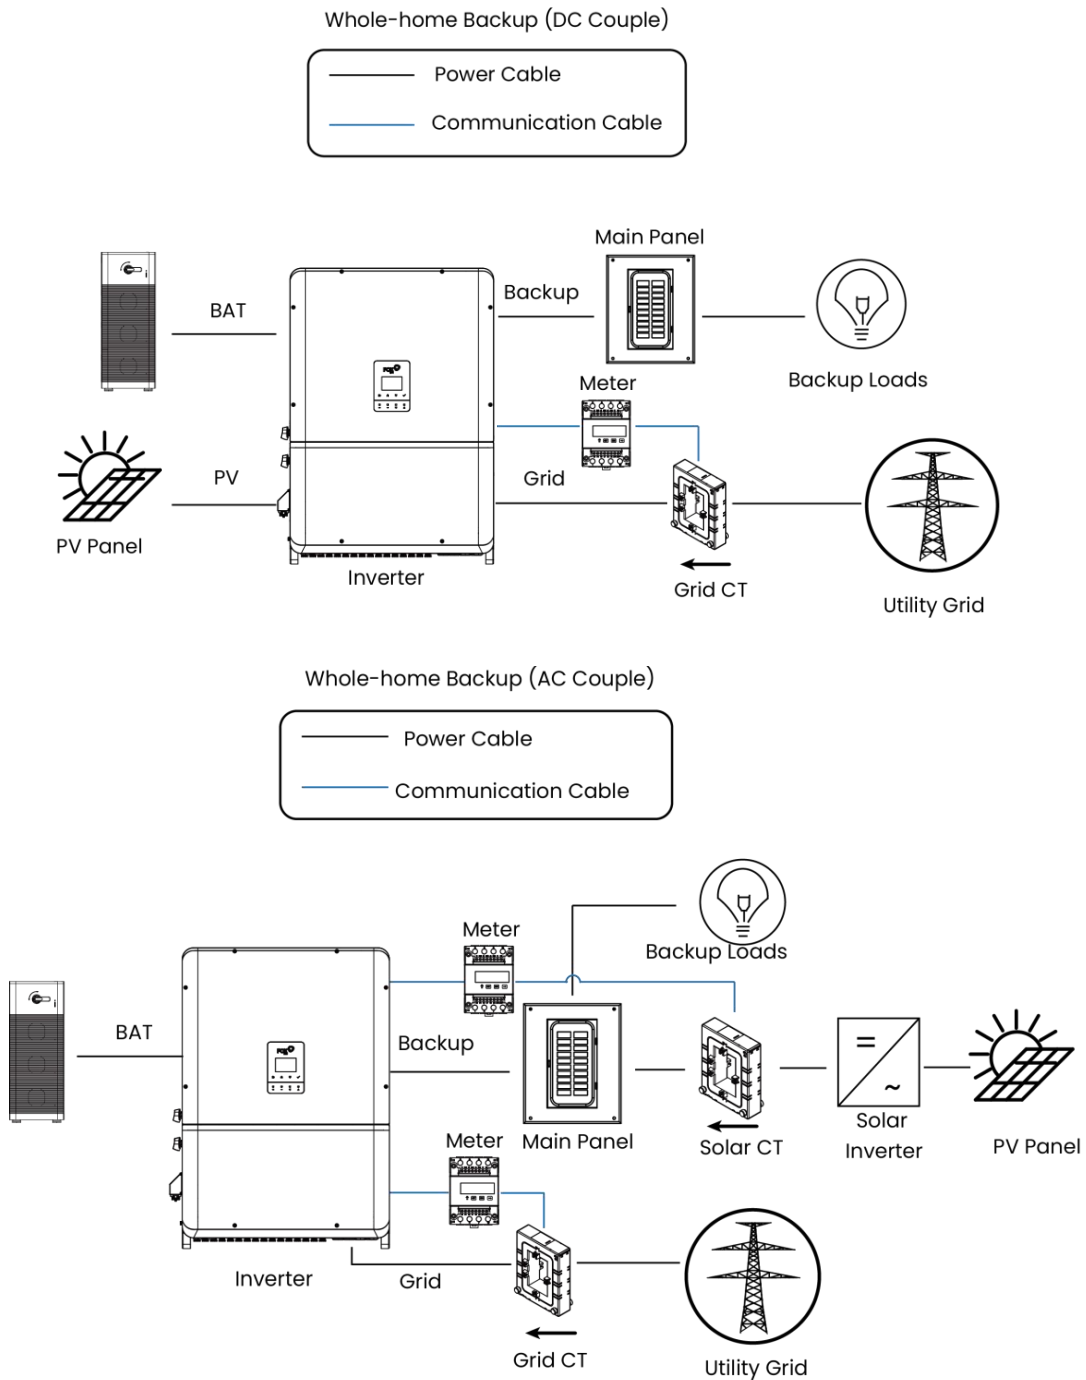 Whole-home Backup (DC Couple)
Power Cable
Communication Cable
Main Panel
Backup
BAT
Backup Loads
Meter
PV
Grid
PV Panel
Inverter
Grid CT
Utility Grid
Whole-home Backup (AC Couple)
Power Cable
Communication Cable
Meter
Backup Loads
BAT
Backup
=
~
Meter
Main Panel
Solar CT
Solar
Inverter
PV Panel
Inverter
Grid
Grid CT
Utility Grid